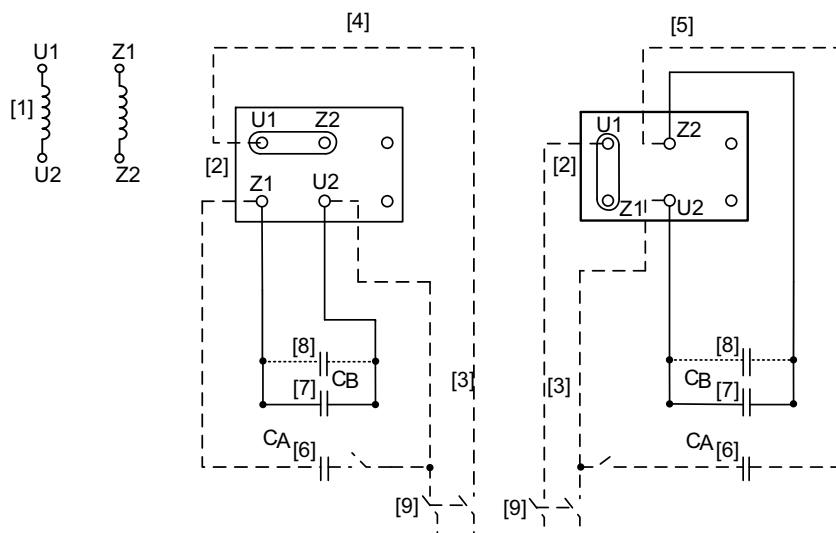 [4] [5]
U1 Z1
[1]
U2 Z2
U1 Z2
[2]
Z1 U2
[8]
CB
[7]
[3]
CA [6]
[9]
U1 Z2
[2]
Z1 U2
[8]
CB
[7]
[3]
CA [6]
[9]